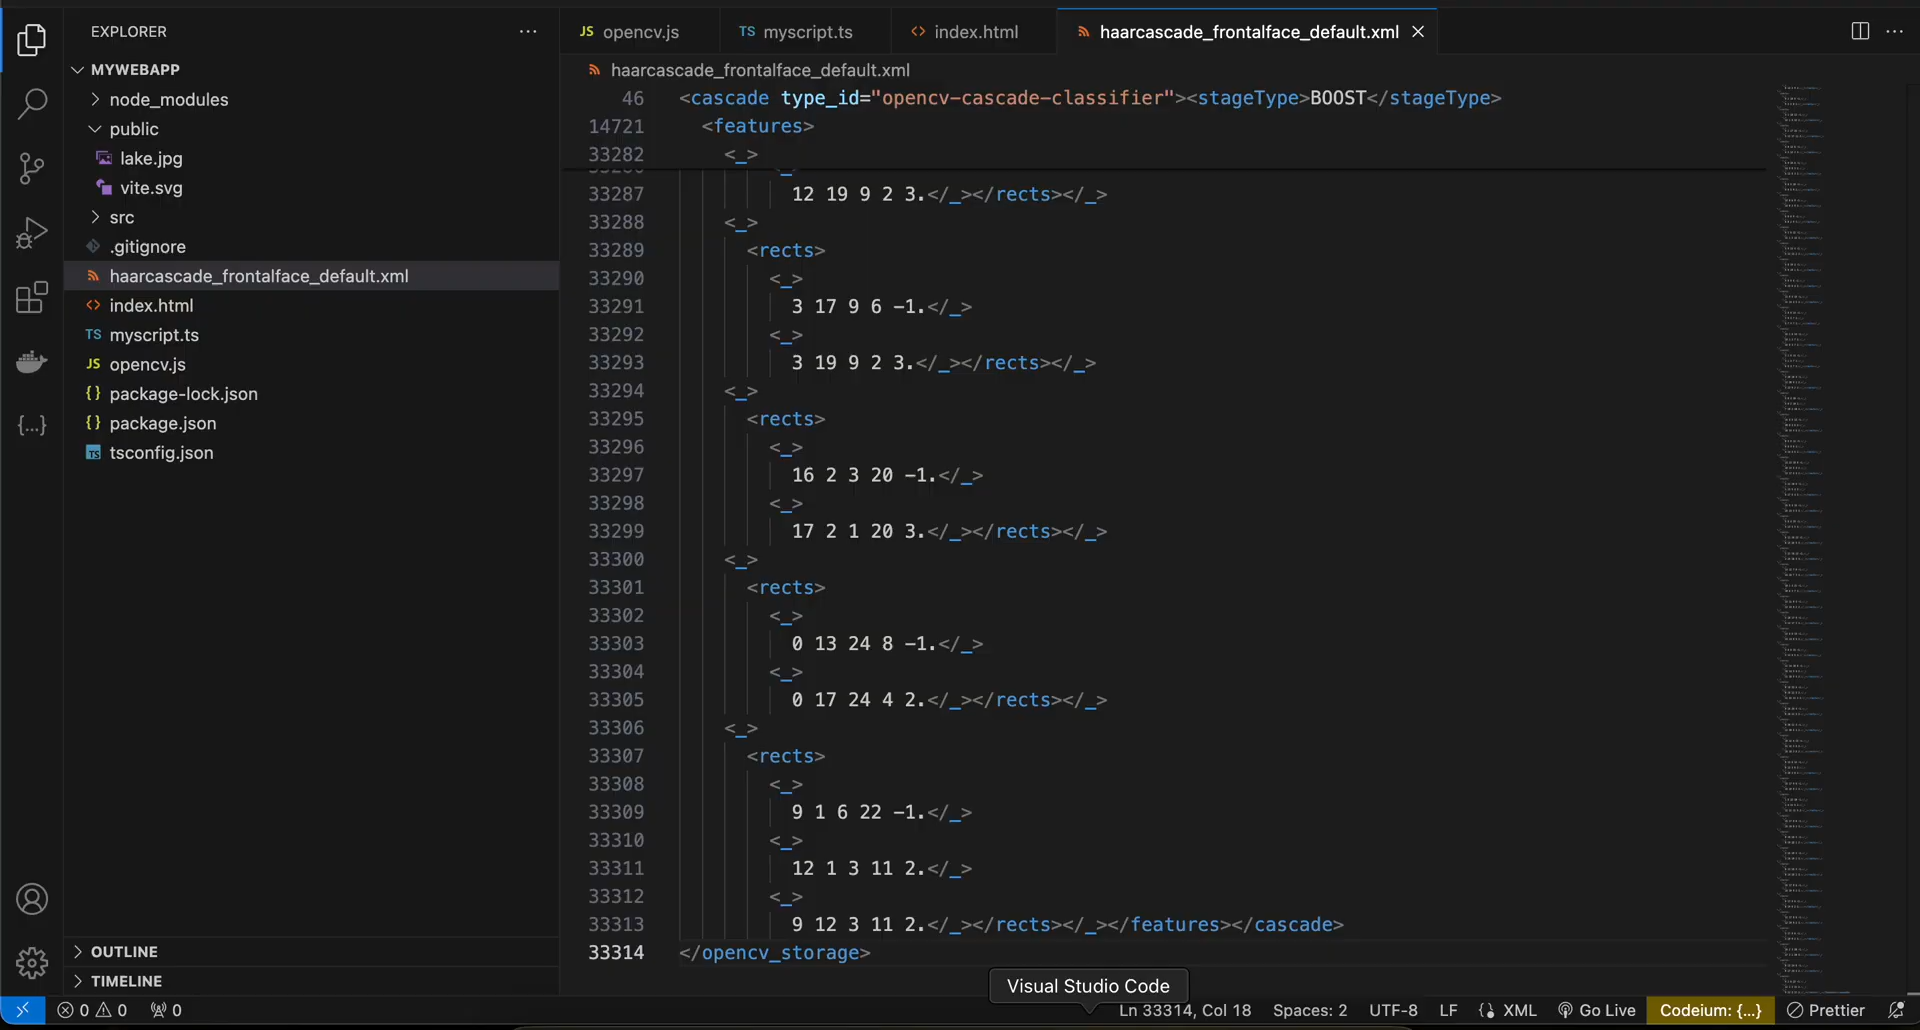 EXPLORER
MYWEBAPP
node_modules
public
lake.jpg
vite.svg
src
.gitignore
haarcascade_frontalface_default.xml
<> index.html
TS myscript.ts
JS opencv.js
{} package-lock.json
{} package.json
TS tsconfig.json
OUTLINE
TIMELINE
JS opencv.js
TS myscript.ts
<> index.html
haarcascade_frontalface_default.xml
haarcascade_frontalface_default.xml
46 <cascade type_id="opencv-cascade-classifier"><stageType>BOOST</stageType>
14721 <features>
33282 <_>
33287 12 19 9 2 3.</_></rects></_>
33288 <_>
33289 <rects>
33290 <_>
33291 3 17 9 6 -1.</_>
33292 <_>
33293 3 19 9 2 3.</_></rects></_>
33294 <_>
33295 <rects>
33296 <_>
33297 16 2 3 20 -1.</_>
33298 <_>
33299 17 2 1 20 3.</_></rects></_>
33300 <_>
33301 <rects>
33302 <_>
33303 0 13 24 8 -1.</_>
33304 <_>
33305 0 17 24 4 2.</_></rects></_>
33306 <_>
33307 <rects>
33308 <_>
33309 9 1 6 22 -1.</_>
33310 <_>
33311 12 1 3 11 2.</_>
33312 <_>
33313 9 12 3 11 2.</_></rects></_></features></cascade>
33314 </opencv_storage>
Visual Studio Code
0 0 0 Ln 33314, Col 18 Spaces: 2 UTF-8 LF XML Go Live Codeium: {...} Prettier